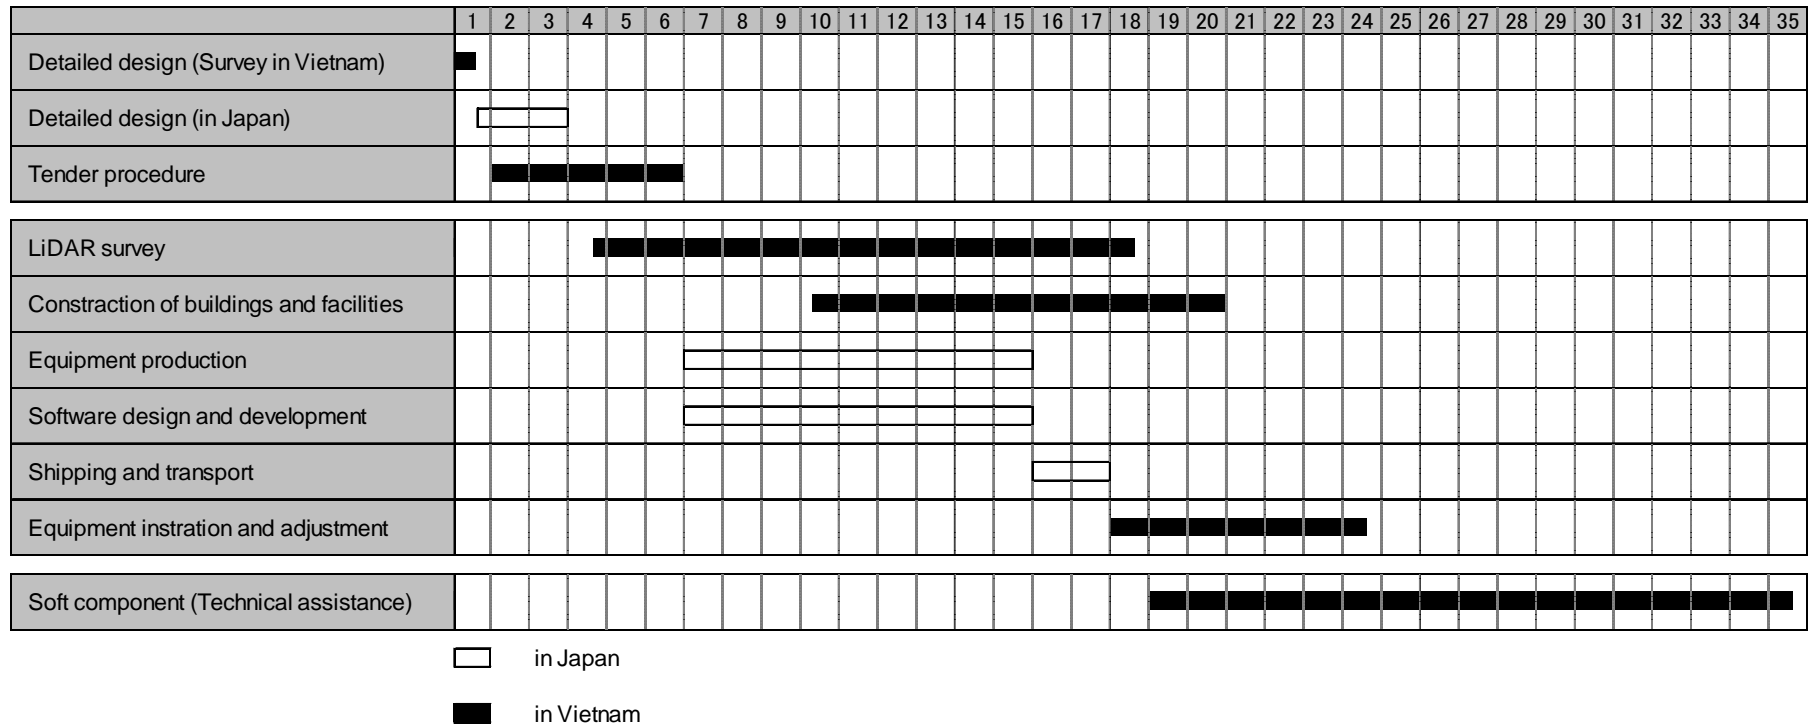 1 2 3 4 5 6 7 8 9 10 11 12 13 14 15 16 17 18 19 20 21 22 23 24 25 26 27 28 29 30 31 32 33 34 35
Detailed design (Survey in Vietnam)
Detailed design (in Japan)
Tender procedure
LiDAR survey
Constraction of buildings and facilities
Equipment production
Software design and development
Shipping and transport
Equipment instration and adjustment
Soft component (Technical assistance)
in Japan
in Vietnam